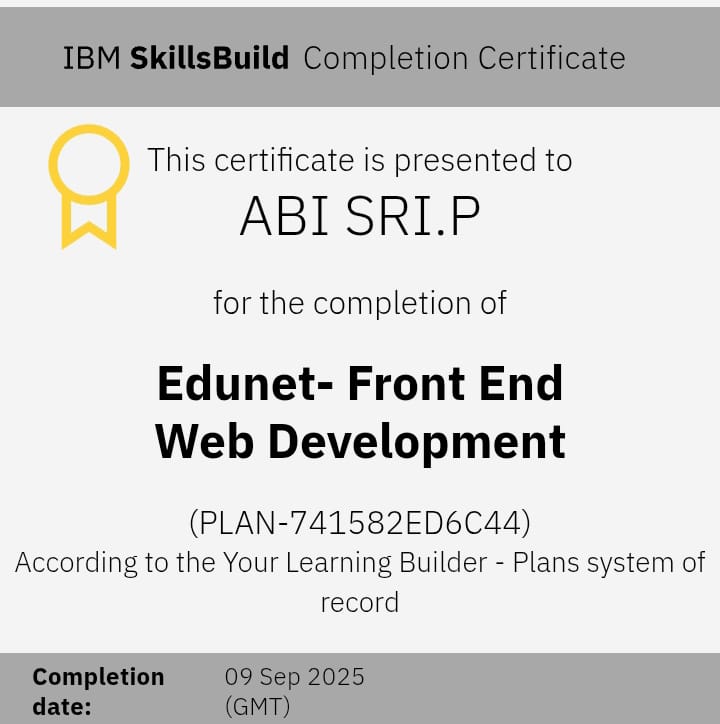 IBM SkillsBuild Completion Certificate
This certificate is presented to
ABI SRI.P
for the completion of
Edunet- Front End
Web Development
(PLAN-741582ED6C44)
According to the Your Learning Builder - Plans system of
record
Completion date: 09 Sep 2025 (GMT)